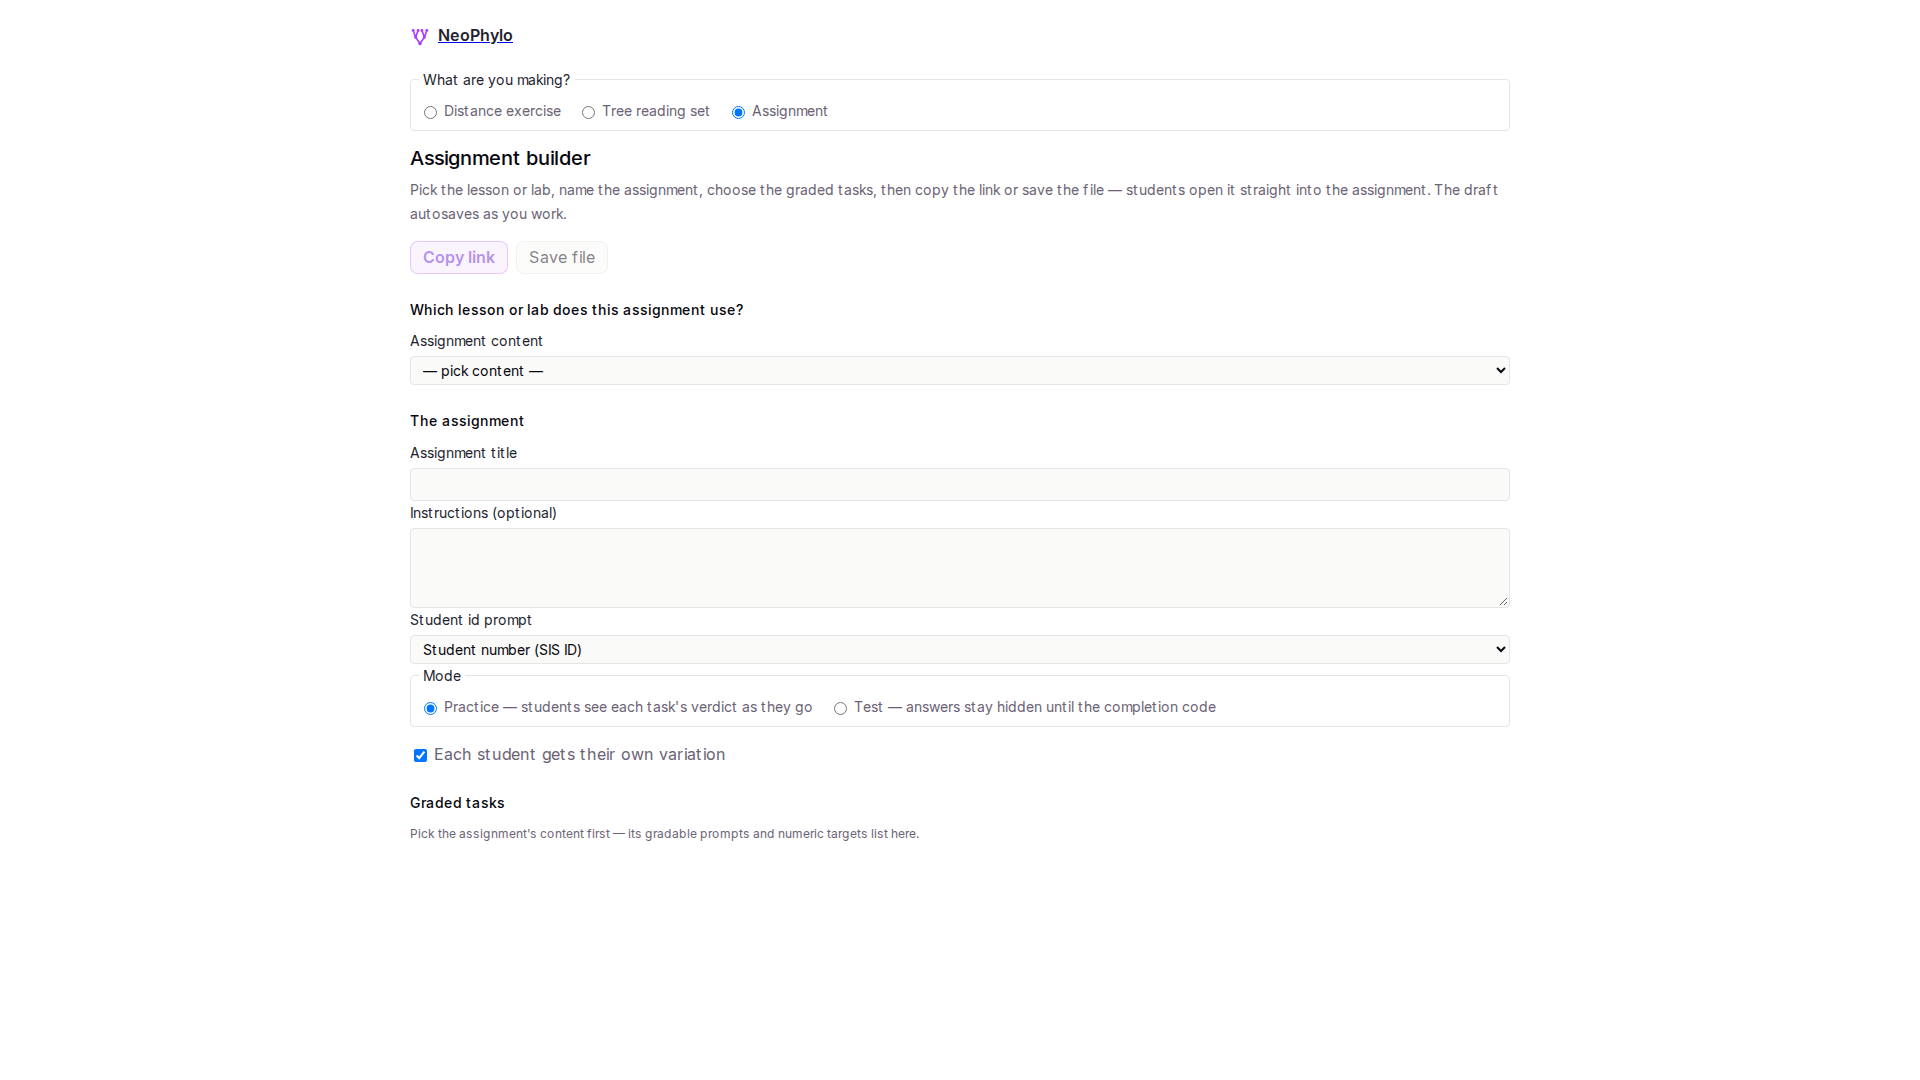 NeoPhylo
What are you making?
Distance exercise Tree reading set Assignment
Assignment builder
Pick the lesson or lab, name the assignment, choose the graded tasks, then copy the link or save the file — students open it straight into the assignment. The draft
autosaves as you work.
Copy link Save file
Which lesson or lab does this assignment use?
Assignment content
— pick content —
The assignment
Assignment title
Instructions (optional)
Student id prompt
Student number (SIS ID)
Mode
Practice — students see each task's verdict as they go Test — answers stay hidden until the completion code
Each student gets their own variation
Graded tasks
Pick the assignment's content first — its gradable prompts and numeric targets list here.